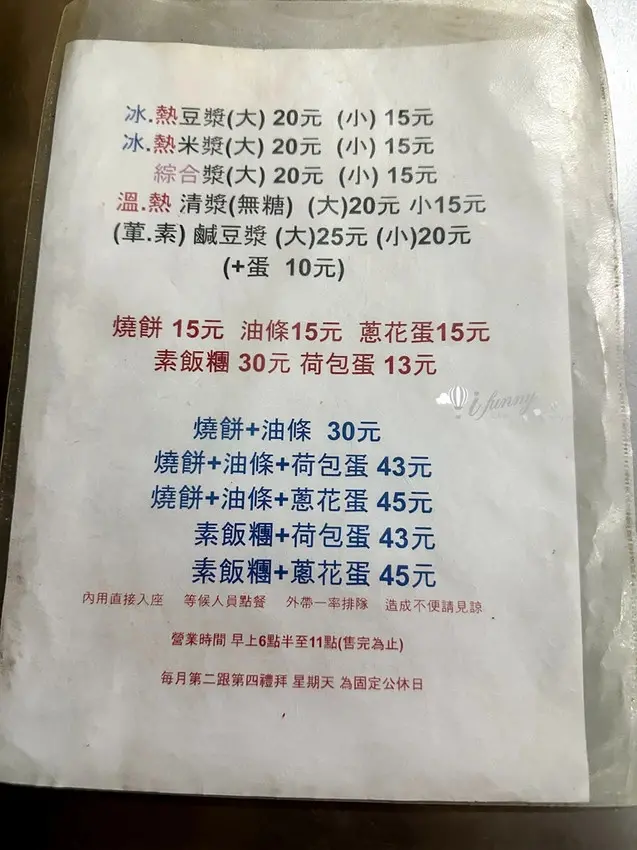 冰.熱豆漿(大) 20元 (小) 15元
冰.熱米漿(大) 20元 (小) 15元
綜合漿(大) 20元 (小) 15元
溫.熱 清漿(無糖) (大)20元 小15元
(葷.素) 鹹豆漿 (大)25元 (小)20元
(+蛋 10元)
燒餅 15元 油條15元 蔥花蛋15元
素飯糰 30元 荷包蛋 13元
i funny
燒餅+油條 30元
燒餅+油條+荷包蛋 43元
燒餅+油條+蔥花蛋 45元
素飯糰+荷包蛋 43元
素飯糰+蔥花蛋 45元
內用直接入座 等候人員點餐 外帶一率排隊 造成不便請見諒
營業時間 早上6點半至11點(售完為止)
每月第二跟第四禮拜 星期天 為固定公休日